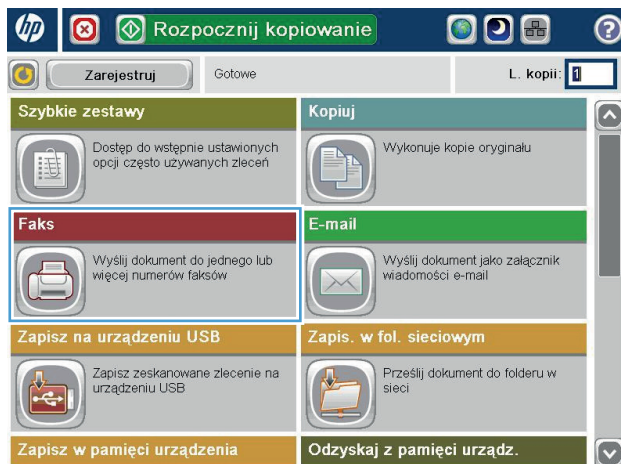 hp
Rozpocznij kopiowanie
?
Zarejestruj
Gotowe
L. kopii: 1
Szybkie zestawy
Dostęp do wstępnie ustawionych
opcji często używanych zleceń
Kopiuj
Wykonuje kopie oryginału
Faks
Wyślij dokument do jednego lub
więcej numerów faksów
E-mail
Wyślij dokument jako załącznik
wiadomości e-mail
Zapisz na urządzeniu USB
Zapisz zeskanowane zlecenie na
urządzeniu USB
Zapis. w fol. sieciowym
Prześlij dokument do folderu w
sieci
Zapisz w pamięci urządzenia
Odzyskaj z pamięci urządz.